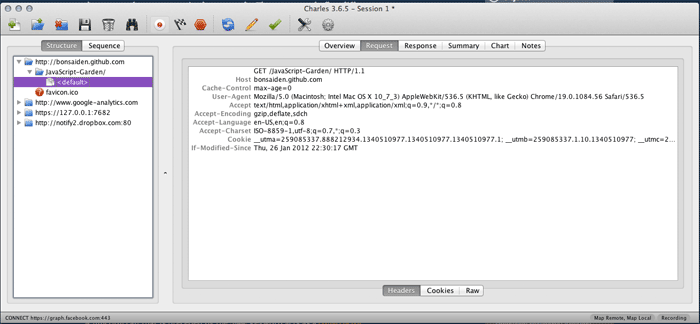 Charles 3.6.5 - Session 1 *
Structure Sequence
http://bonsaiden.github.com
JavaScript-Garden/
<default>
favicon.ico
http://www.google-analytics.com
https://127.0.0.1:7682
http://notify2.dropbox.com:80
Overview Request Response Summary Chart Notes
GET /JavaScript-Garden/ HTTP/1.1
Host bonsaiden.github.com
Cache-Control max-age=0
User-Agent Mozilla/5.0 (Macintosh; Intel Mac OS X 10_7_3) AppleWebKit/536.5 (KHTML, like Gecko) Chrome/19.0.1084.56 Safari/536.5
Accept text/html,application/xhtml+xml,application/xml;q=0.9,*/*;q=0.8
Accept-Encoding gzip,deflate,sdch
Accept-Language en-US,en;q=0.8
Accept-Charset ISO-8859-1,utf-8;q=0.7,*;q=0.3
Cookie __utma=259085337.888212934.1340510977.1340510977.1340510977.1; __utmb=259085337.1.10.1340510977; __utmc=2...
If-Modified-Since Thu, 26 Jan 2012 22:30:17 GMT
Headers Cookies Raw
CONNECT https://graph.facebook.com:443
Map Remote, Map Local Recording